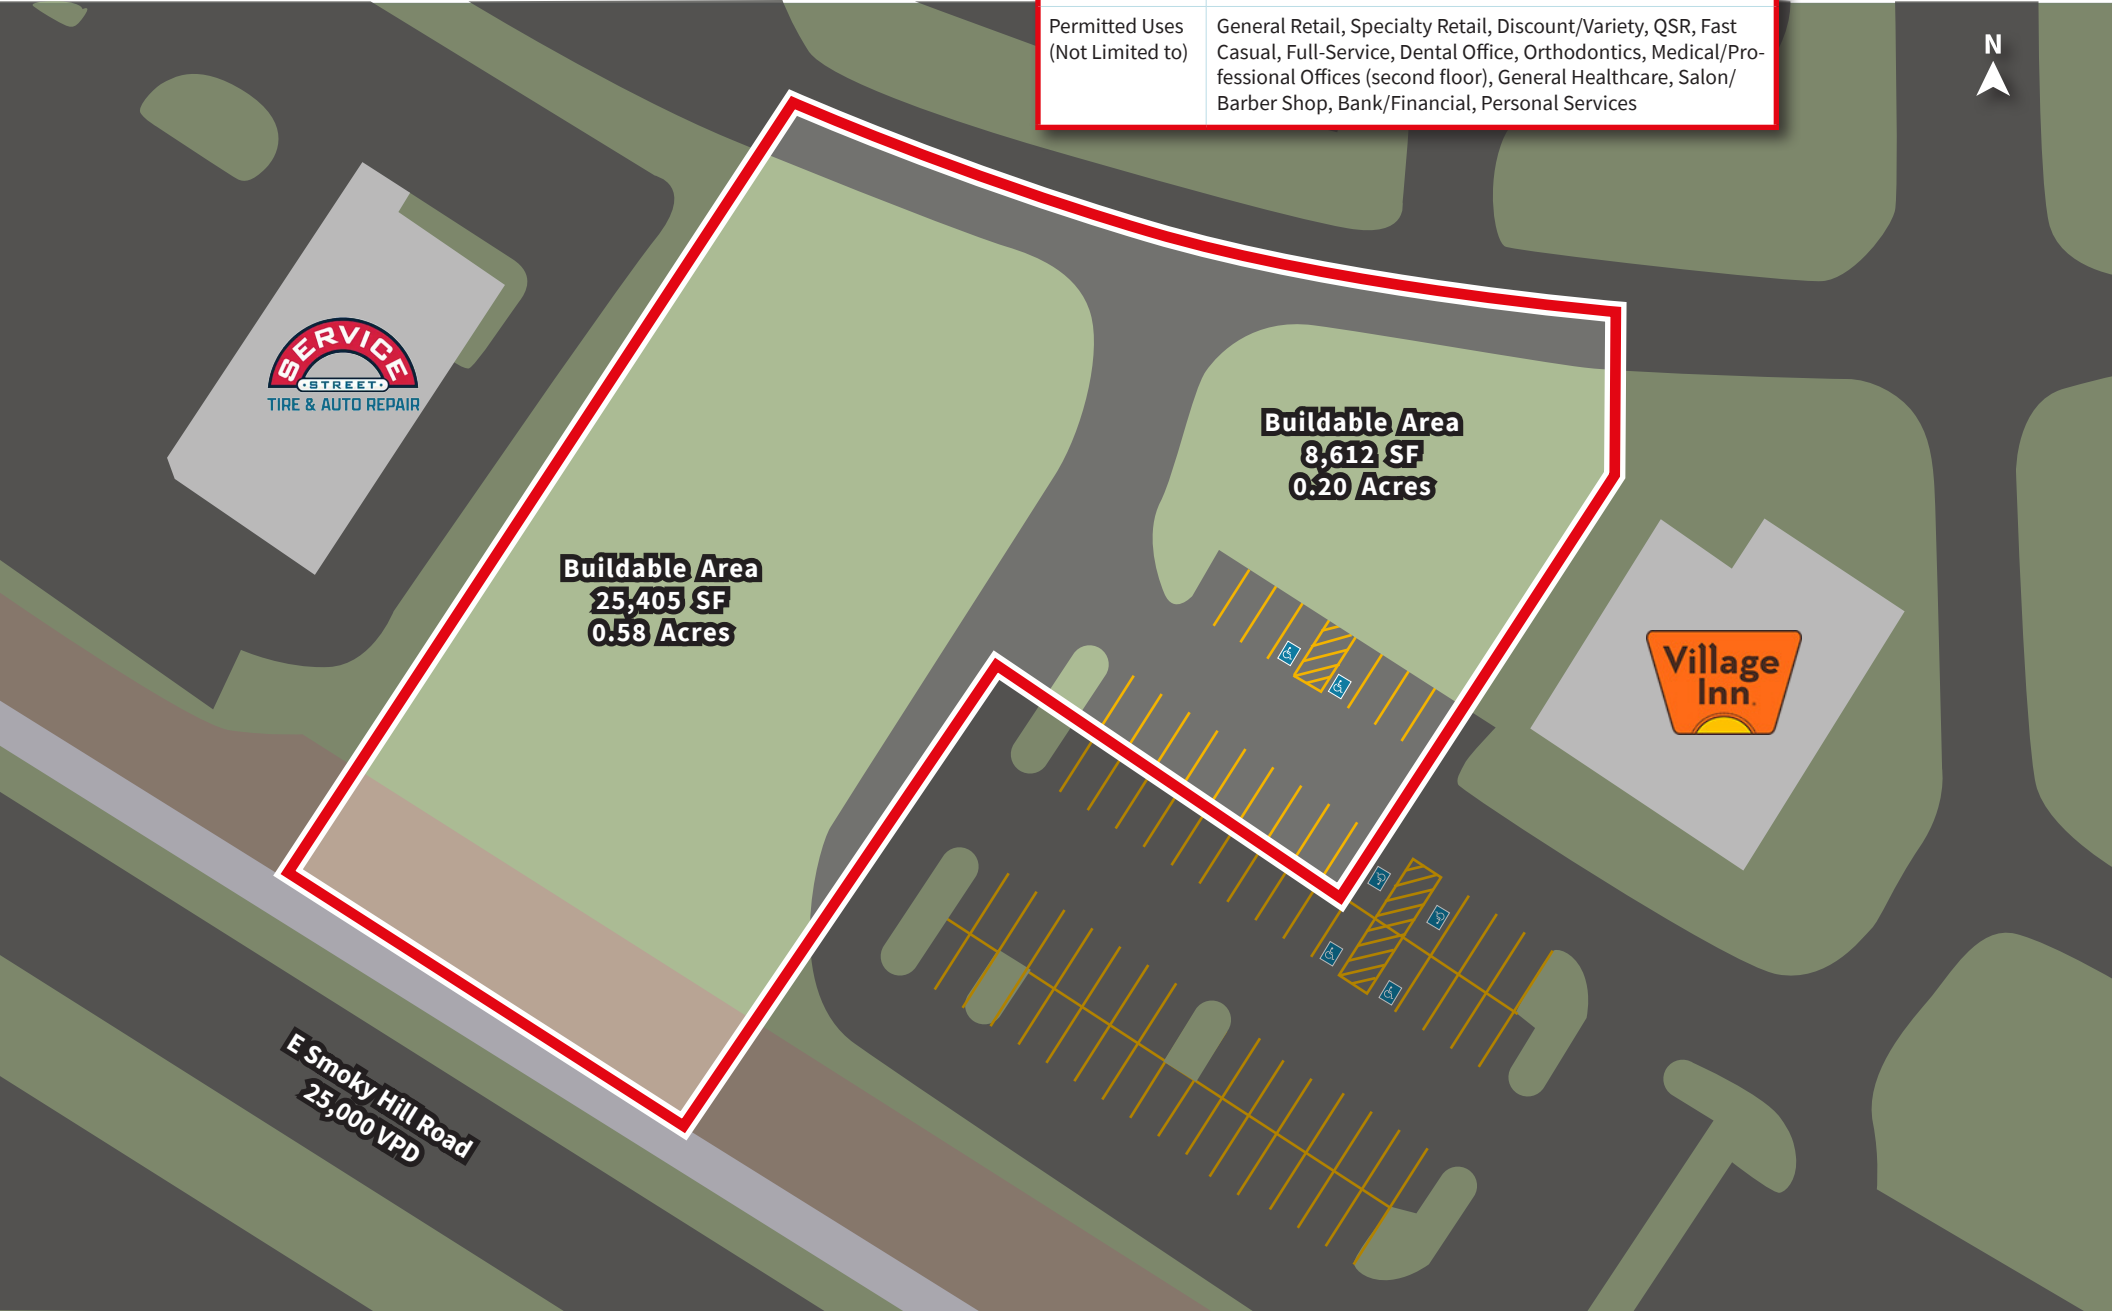 Permitted Uses
(Not Limited to)
General Retail, Specialty Retail, Discount/Variety, QSR, Fast
Casual, Full-Service, Dental Office, Orthodontics, Medical/Pro-
fessional Offices (second floor), General Healthcare, Salon/
Barber Shop, Bank/Financial, Personal Services
N
SERVICE
STREET
TIRE & AUTO REPAIR
Buildable Area
8,612 SF
0.20 Acres
Buildable Area
25,405 SF
0.58 Acres
Village
Inn.
E Smoky Hill Road
25,000 VPD